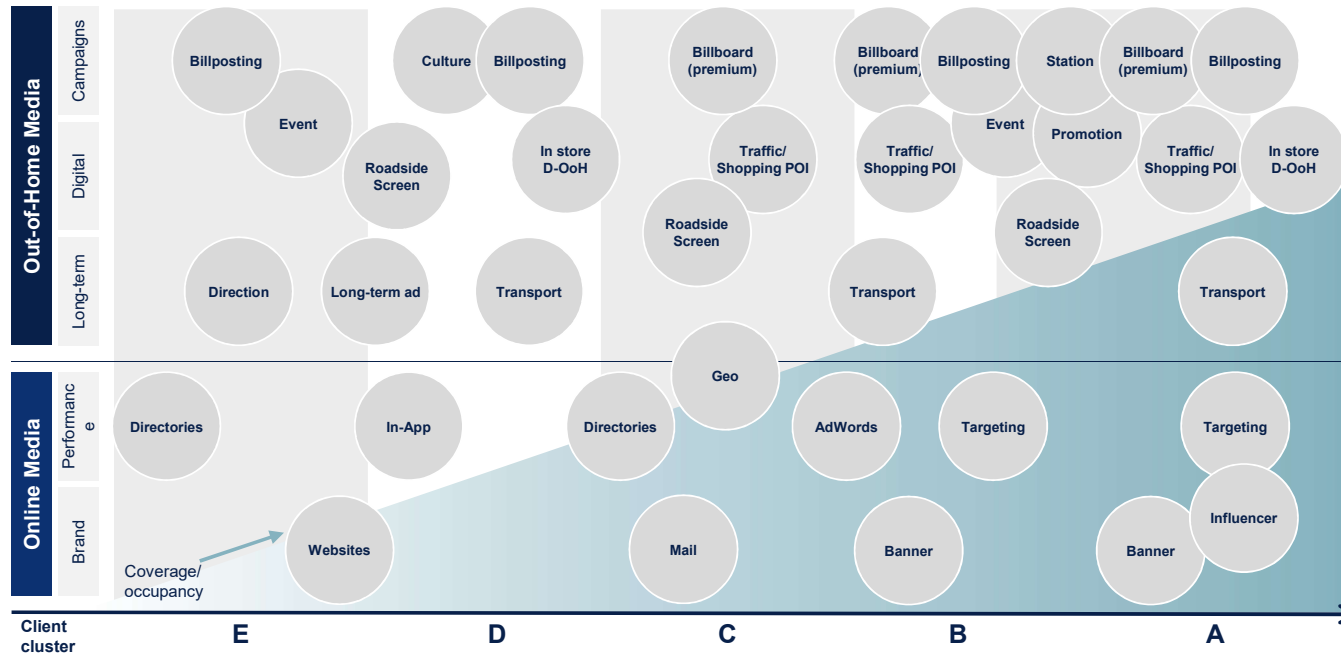 Out-of-Home Media
Campaigns
Billposting
Culture
Billposting
Billboard
(premium)
Billboard
(premium)
Billposting
Station
Billboard
(premium)
Billposting
Event
Event
Promotion
Digital
Roadside
Screen
In store
D-OoH
Traffic/
Shopping POI
Traffic/
Shopping POI
Traffic/
Shopping POI
In store
D-OoH
Roadside
Screen
Roadside
Screen
Long-term
Direction
Long-term ad
Transport
Transport
Transport
Online Media
Geo
Performanc
e
Directories
In-App
Directories
AdWords
Targeting
Targeting
Brand
Influencer
Websites
Mail
Banner
Banner
Coverage/
occupancy
Client
cluster
E
D
C
B
A